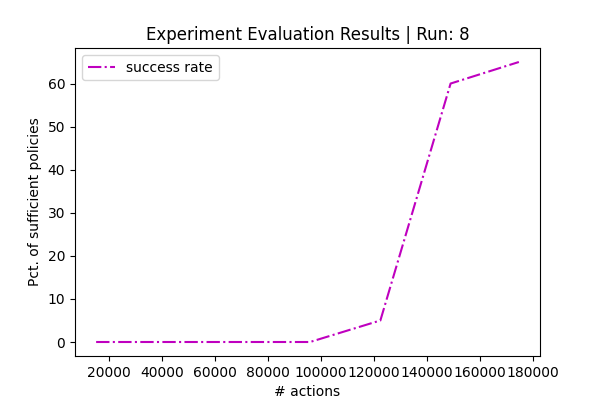 Experiment Evaluation Results | Run: 8
success rate
Pct. of sufficient policies
60
50
40
30
20
10
0
20000 40000 60000 80000 100000 120000 140000 160000 180000
# actions